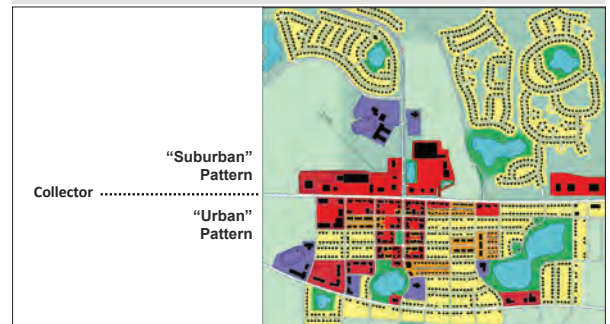 “Suburban”
Pattern
Collector
“Urban”
Pattern